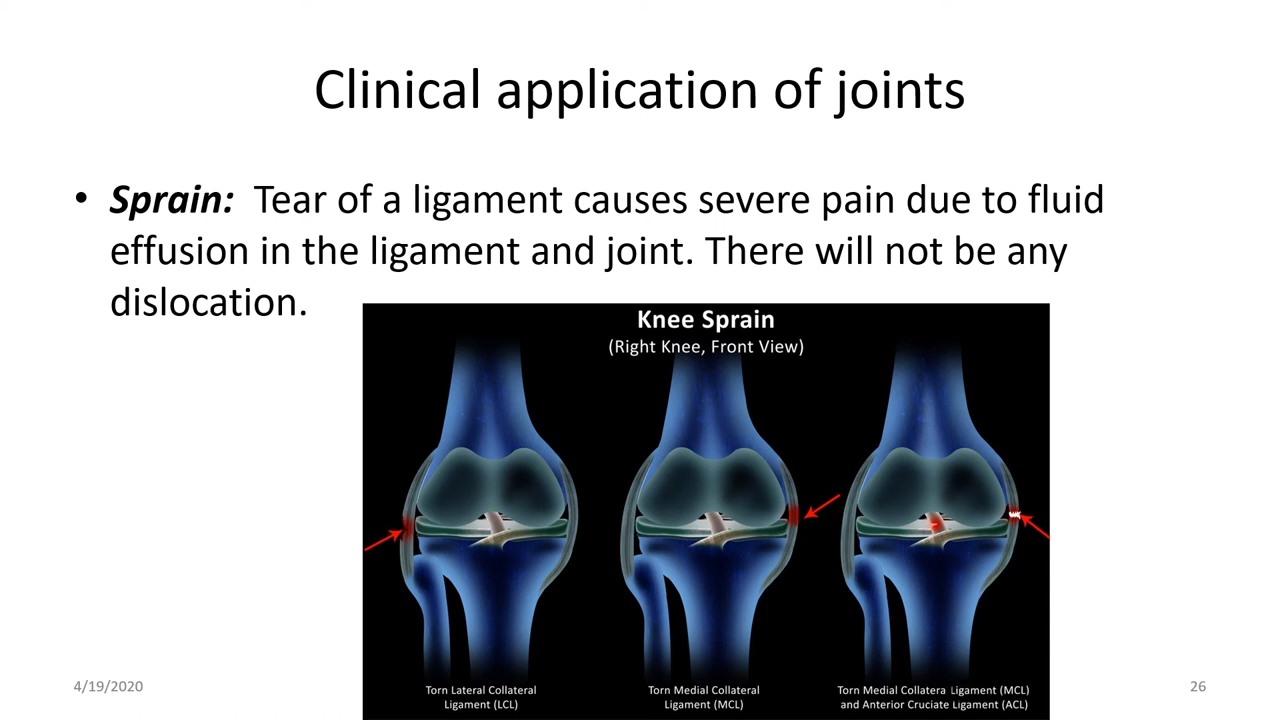 Clinical application of joints
• Sprain: Tear of a ligament causes severe pain due to fluid
effusion in the ligament and joint. There will not be any
dislocation.
Knee Sprain
(Right Knee, Front View)
Torn Lateral Collateral
Ligament (LCL)
Torn Medial Collateral
Ligament (MCL)
Torn Medial Collatera Ligament (MCL)
and Anterior Cruciate Ligament (ACL)
4/19/2020
26